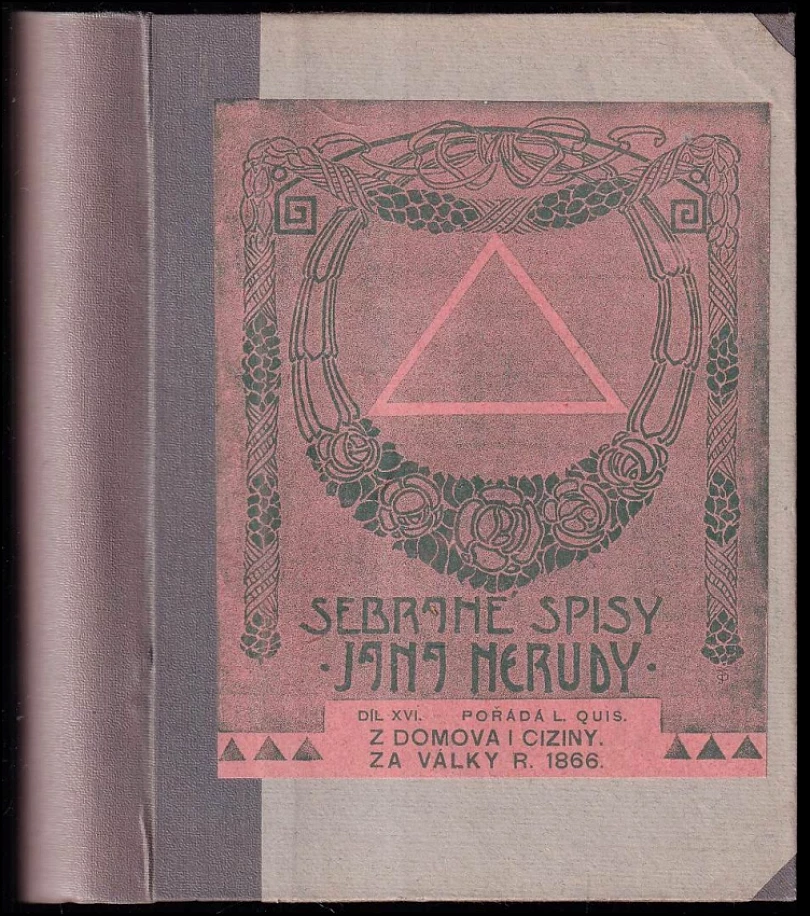 SEBRANÉ SPISY
·JANA NERUDY·
DÍL XVI. POŘÁDÁ L. QUIS.
Z DOMOVA I CIZINY.
ZA VÁLKY R. 1866.